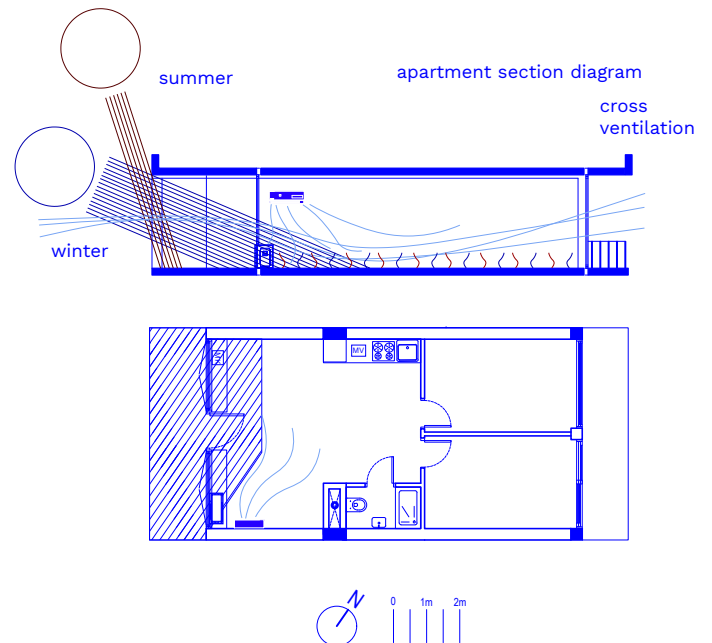 summer
apartment section diagram
cross
ventilation
winter
MV
N
0 1m 2m